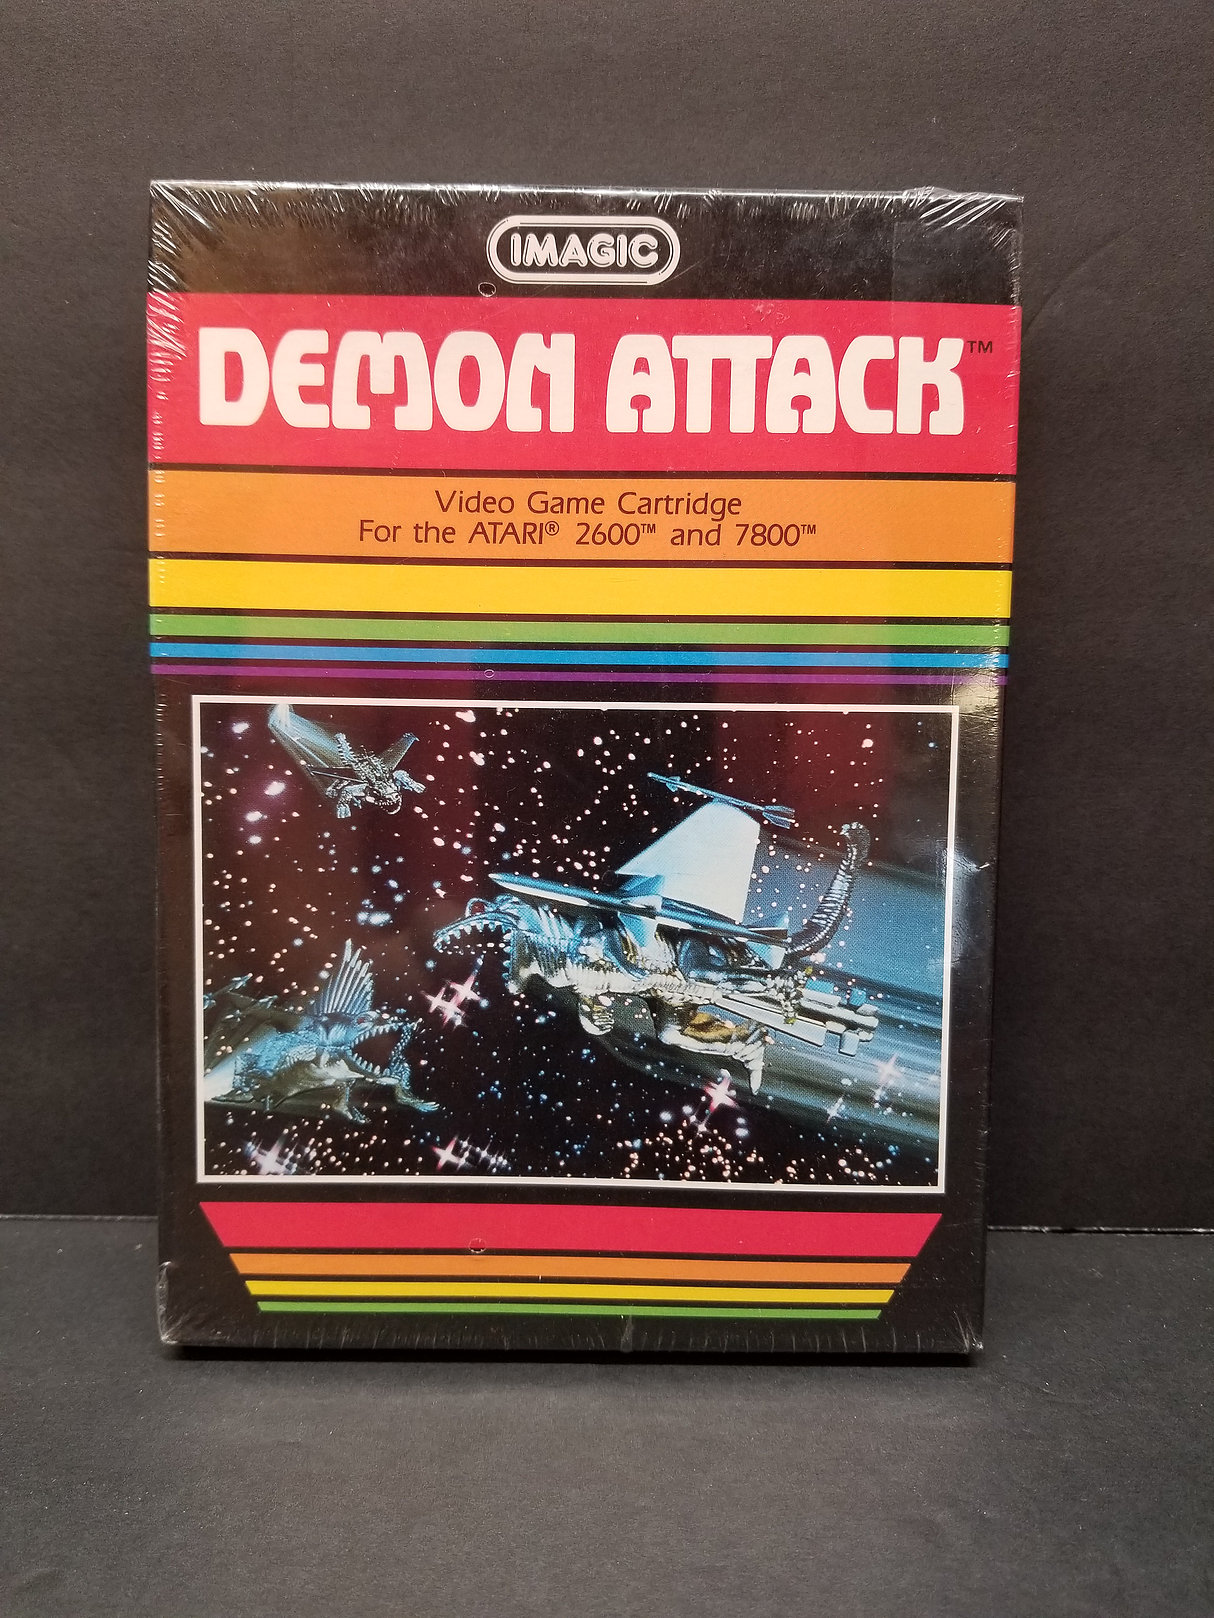 IMAGIC
DEMON ATTACK™
Video Game Cartridge
For the ATARI® 2600™ and 7800™